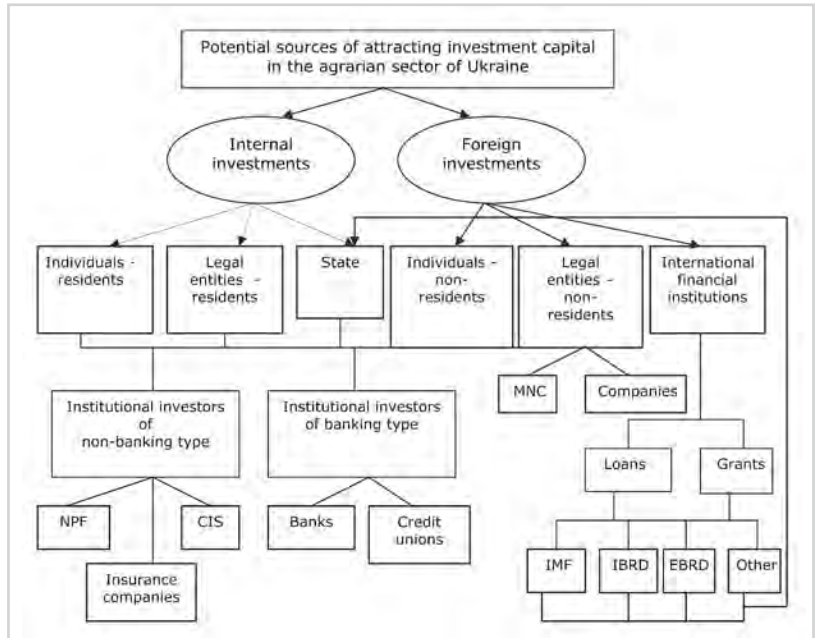 Potential sources of attracting investment capital
in the agrarian sector of Ukraine
Internal
investments
Foreign
investments
Individuals -
residents
Legal
entities -
residents
State
Individuals -
non-
residents
Legal
entities -
non-
residents
International
financial
institutions
MNC
Companies
Institutional investors
of
non-banking type
Institutional investors
of banking type
Loans
Grants
NPF
CIS
Banks
Credit
unions
Insurance
companies
IMF
IBRD
EBRD
Other